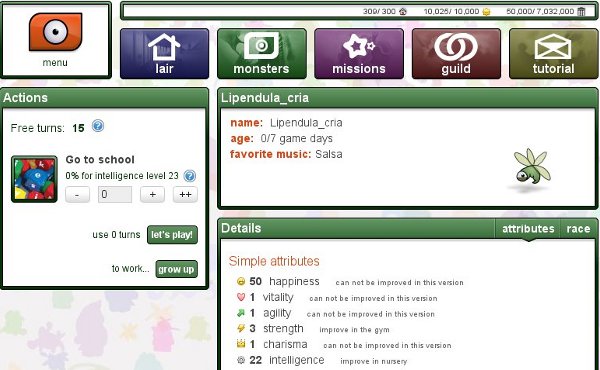 309/ 300 10,025/ 10,000 50,000/ 7,032,000
menu
lair
monsters
missions
guild
tutorial
Actions
Free turns: 15 ?
Go to school
0% for intelligence level 23 ?
- 0 + ++
use 0 turns let's play!
to work... grow up
Lipendula_cria
name: Lipendula_cria
age: 0/7 game days
favorite music: Salsa
Details
attributes race
Simple attributes
50 happiness can not be improved in this version
1 vitality can not be improved in this version
1 agility can not be improved in this version
3 strength improve in the gym
1 charisma can not be improved in this version
22 intelligence improve in nursery